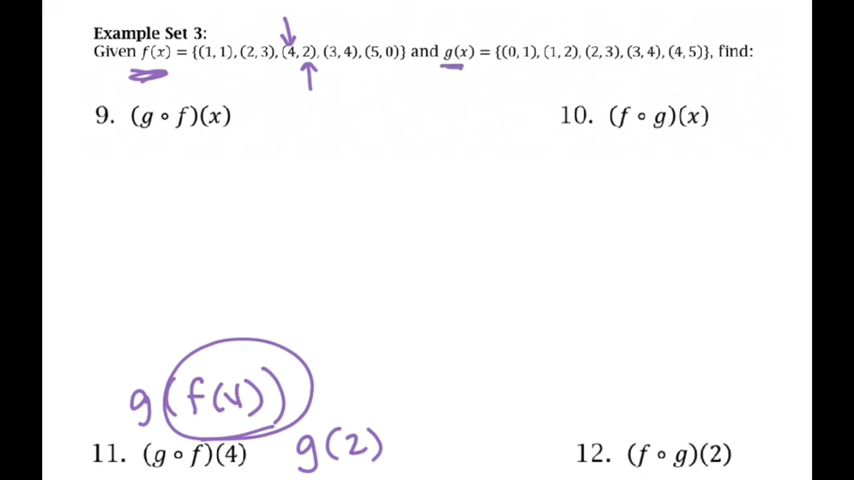 Example Set 3:
Given f(x) = {(1, 1), (2, 3), (4, 2), (3, 4), (5, 0)} and g(x) = {(0, 1), (1, 2), (2, 3), (3, 4), (4, 5)}, find:
9. (g ∘ f)(x)
10. (f ∘ g)(x)
g(f(4))
g(2)
11. (g ∘ f)(4)
12. (f ∘ g)(2)